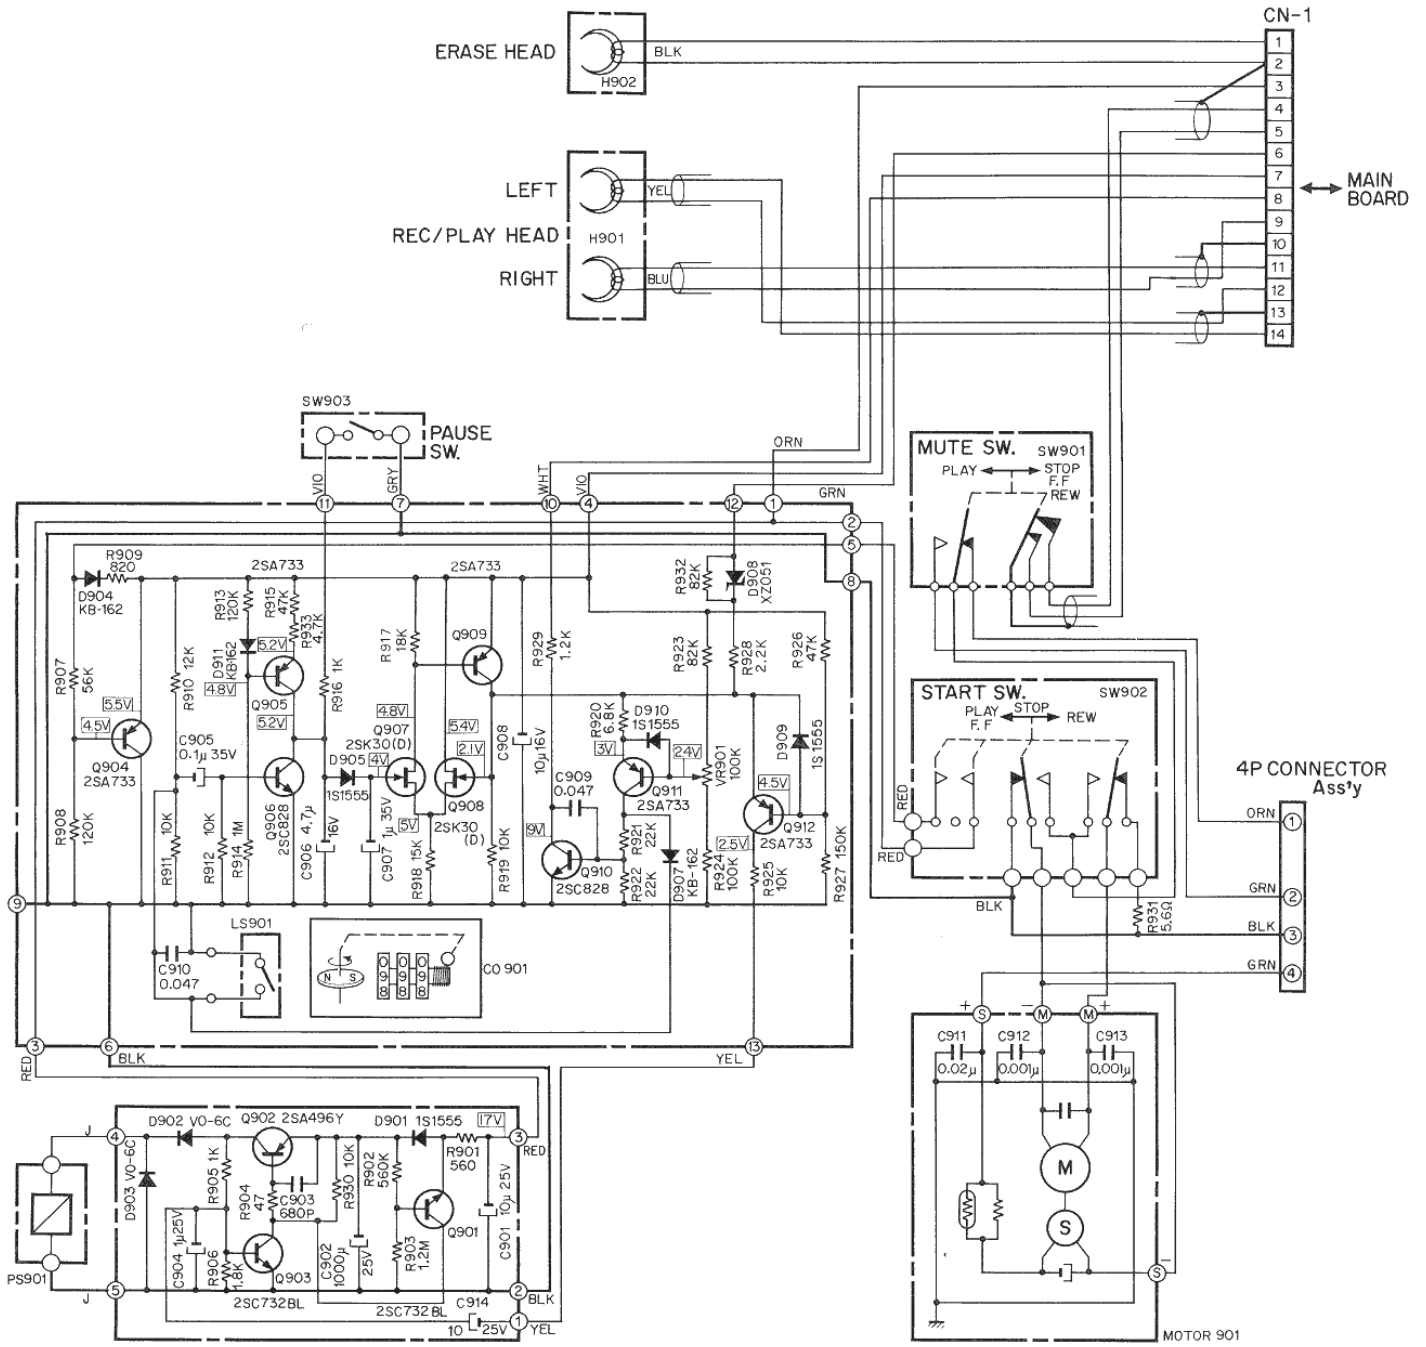 CN-1
ERASE HEAD
BLK
H902
1
2
3
4
5
6
7
8
9
10
11
12
13
14
MAIN
BOARD
LEFT
YEL
REC/PLAY HEAD
H901
RIGHT
BLU
SW903
PAUSE
SW.
VIO
GRY
WHT
VIO
ORN
GRN
MUTE SW.
SW901
PLAY
STOP
F.F
REW
11
7
10
4
12
1
2
5
8
R909
820
D904
KB-162
2SA733
R913
120K
R915
47K
R933
4.7K
D911
KB162
5.2V
4.8V
Q905
5.2V
R907
56K
R910 12K
5.5V
4.5V
Q904
2SA733
C905
0.1μ 35V
R916 1K
R917
18K
2SA733
Q909
4.8V
Q907
2SK30(D)
D905
1S1555
4V
5.4V
2.1V
Q908
2SK30
(D)
5V
C908
10μ16V
R929
1.2K
R932
82K
D908
XZ051
R923
82K
R928
2.2K
R926
47K
R920
6.8K
D910
1S1555
3V
2.4V
VR901
100K
Q911
2SA733
C909
0.047
9V
Q910
2SC828
D909
1S1555
4.5V
Q912
2SA733
2.5V
R908
120K
R911
10K
R912
10K
R914 1M
Q906
2SC828
C906 4.7μ
16V
C907 1μ 35V
R918 15K
R919 10K
R921
22K
R922
22K
D907
KB-162
R924
100K
R925
10K
R927 150K
START SW.
SW902
PLAY
F.F
STOP
REW
RED
RED
BLK
R931
5.6Ω
4P CONNECTOR
Ass'y
ORN
1
GRN
2
BLK
3
GRN
4
9
LS901
C910
0.047
N
S
098
098
098
CO 901
3
6
13
RED
BLK
YEL
+
S
-
M
+
M
C911
0.02μ
C912
0.001μ
C913
0.001μ
M
S
-
S
MOTOR 901
J
4
D902 VO-6C
Q902 2SA496Y
D901 1S1555
17V
3
RED
D903 VO-6C
R905 1K
R904
47
C903
680P
R930 10K
R902
560K
R901
560
Q901
C901 10μ 25V
C904 1μ25V
R906
1.8K
Q903
2SC732BL
C902
1000μ
25V
R903
1.2M
2SC732BL
PS901
J
5
2
BLK
C914
10
25V
1
YEL